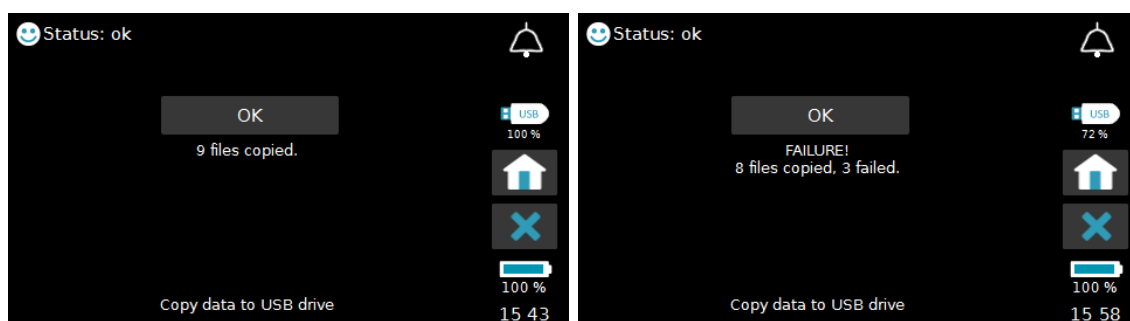 Status: ok
OK
9 files copied.
USB
100 %
100 %
Copy data to USB drive
15 43
Status: ok
OK
FAILURE!
8 files copied, 3 failed.
USB
72 %
100 %
Copy data to USB drive
15 58